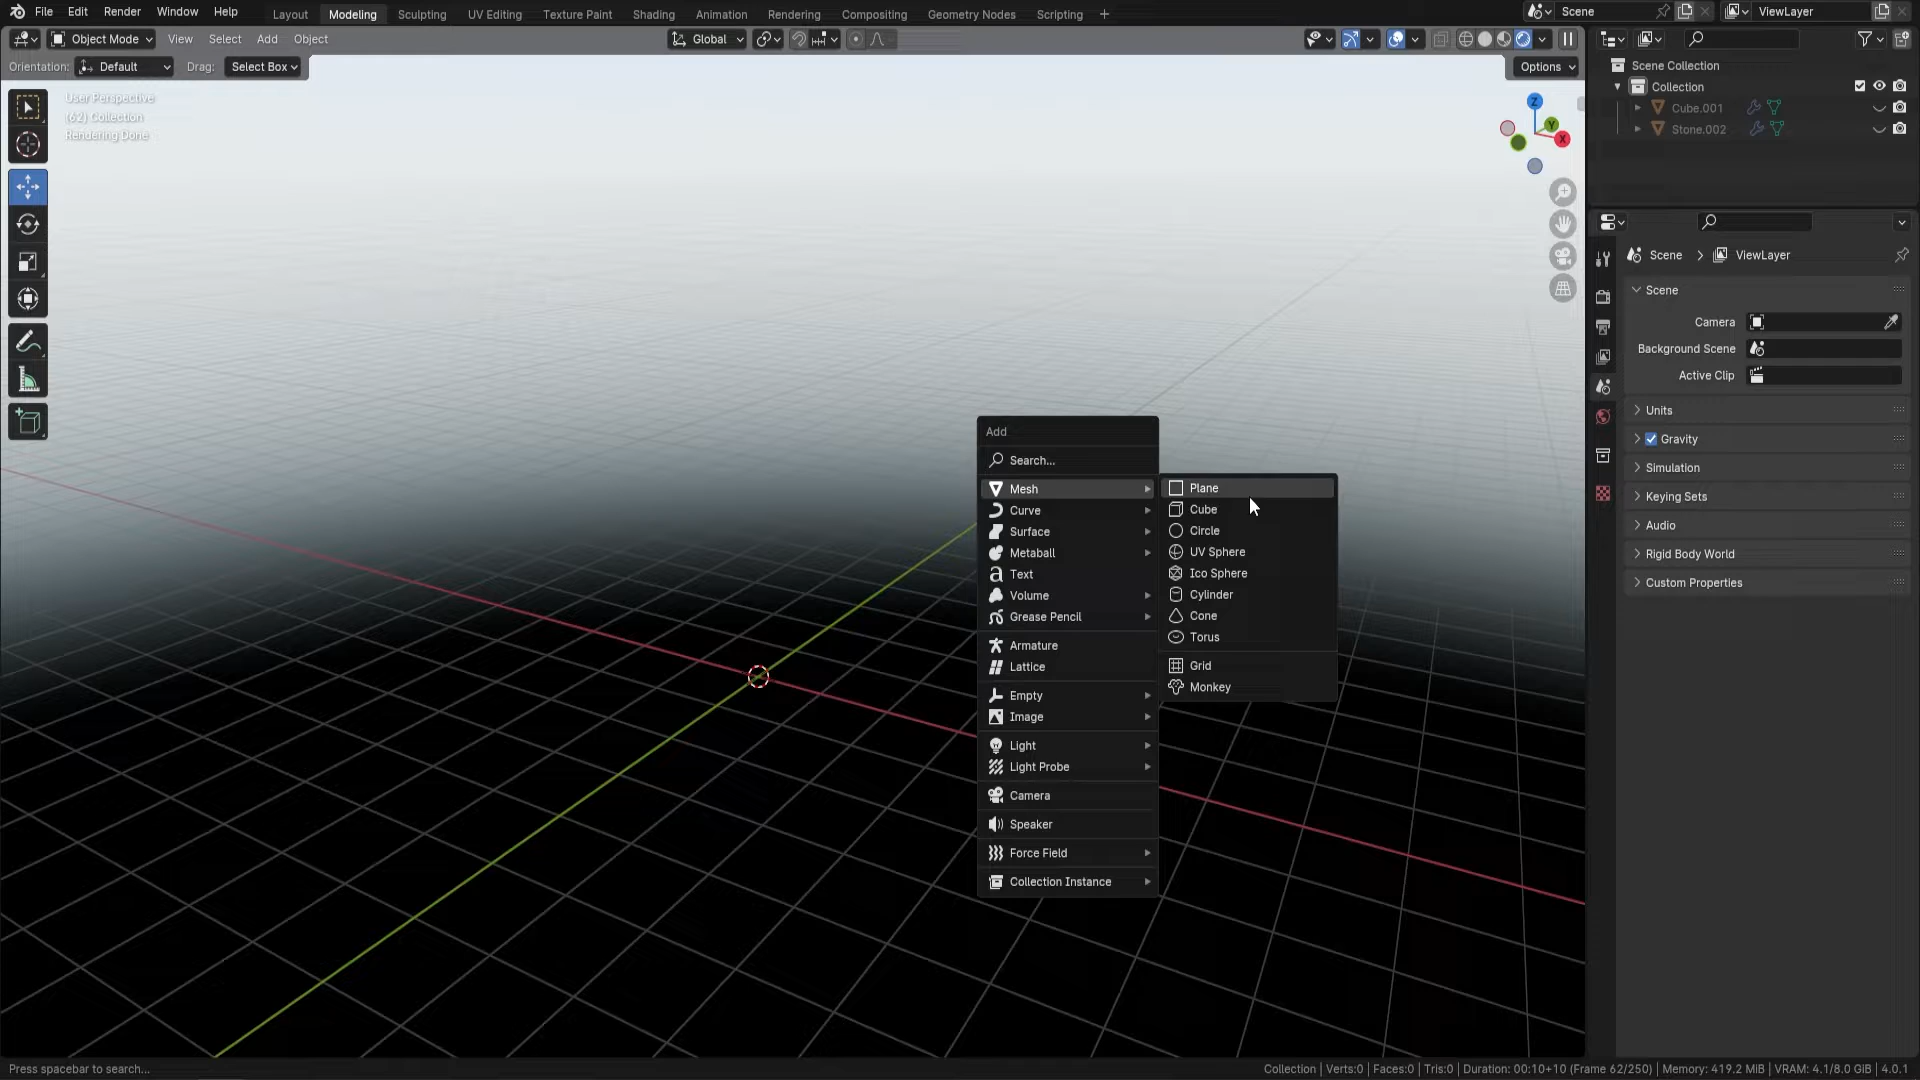 File Edit Render Window Help
Layout Modeling Sculpting UV Editing Texture Paint Shading Animation Rendering Compositing Geometry Nodes Scripting +
Scene
ViewLayer
Object Mode View Select Add Object
Global
Orientation: Default Drag: Select Box
Options
User Perspective
(62) Collection
Rendering Done
Z
Y
X
Scene Collection
Collection
Cube.001
Stone.002
Scene > ViewLayer
Scene
Camera
Background Scene
Active Clip
Units
Gravity
Simulation
Keying Sets
Audio
Rigid Body World
Custom Properties
Add
Search...
Mesh
Curve
Surface
Metaball
Text
Volume
Grease Pencil
Armature
Lattice
Empty
Image
Light
Light Probe
Camera
Speaker
Force Field
Collection Instance
Plane
Cube
Circle
UV Sphere
Ico Sphere
Cylinder
Cone
Torus
Grid
Monkey
Press spacebar to search...
Collection | Verts:0 | Faces:0 | Tris:0 | Duration: 00:10+10 (Frame 62/250) | Memory: 419.2 MiB | VRAM: 4.1/8.0 GiB | 4.0.1